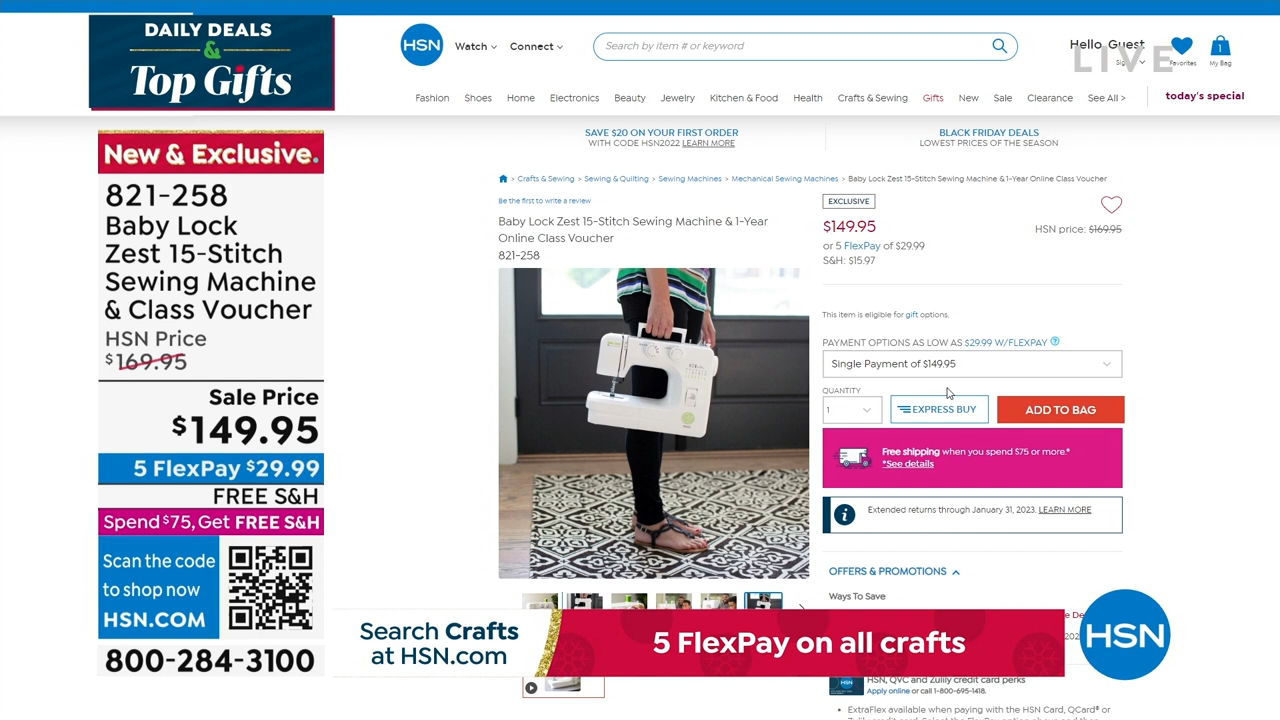 DAILY DEALS
&
Top Gifts
New & Exclusive.
821-258
Baby Lock
Zest 15-Stitch
Sewing Machine
& Class Voucher
HSN Price
$169.95
Sale Price
$149.95
5 FlexPay $29.99
FREE S&H
Spend $75, Get FREE S&H
Scan the code
to shop now
HSN.COM
800-284-3100
HSN
Watch
Connect
Search by item # or keyword
Hello, Guest
LIVE
Favorites
1
My Bag
Fashion Shoes Home Electronics Beauty Jewelry Kitchen & Food Health Crafts & Sewing Gifts New Sale Clearance See All >
today's special
SAVE $20 ON YOUR FIRST ORDER
WITH CODE HSN2022 LEARN MORE
BLACK FRIDAY DEALS
LOWEST PRICES OF THE SEASON
> Crafts & Sewing > Sewing & Quilting > Sewing Machines > Mechanical Sewing Machines > Baby Lock Zest 15-Stitch Sewing Machine & 1-Year Online Class Voucher
Be the first to write a review
Baby Lock Zest 15-Stitch Sewing Machine & 1-Year
Online Class Voucher
821-258
EXCLUSIVE
$149.95
HSN price: $169.95
or 5 FlexPay of $29.99
S&H: $15.97
This item is eligible for gift options.
PAYMENT OPTIONS AS LOW AS $29.99 W/FLEXPAY
Single Payment of $149.95
QUANTITY
1
EXPRESS BUY
ADD TO BAG
Free shipping when you spend $75 or more.*
*See details
Extended returns through January 31, 2023. LEARN MORE
OFFERS & PROMOTIONS
Ways To Save
Search Crafts
at HSN.com
5 FlexPay on all crafts
HSN
HSN, QVC and Zulily credit card perks
Apply online or call 1-800-695-1418.
• ExtraFlex available when paying with the HSN Card, QCard® or